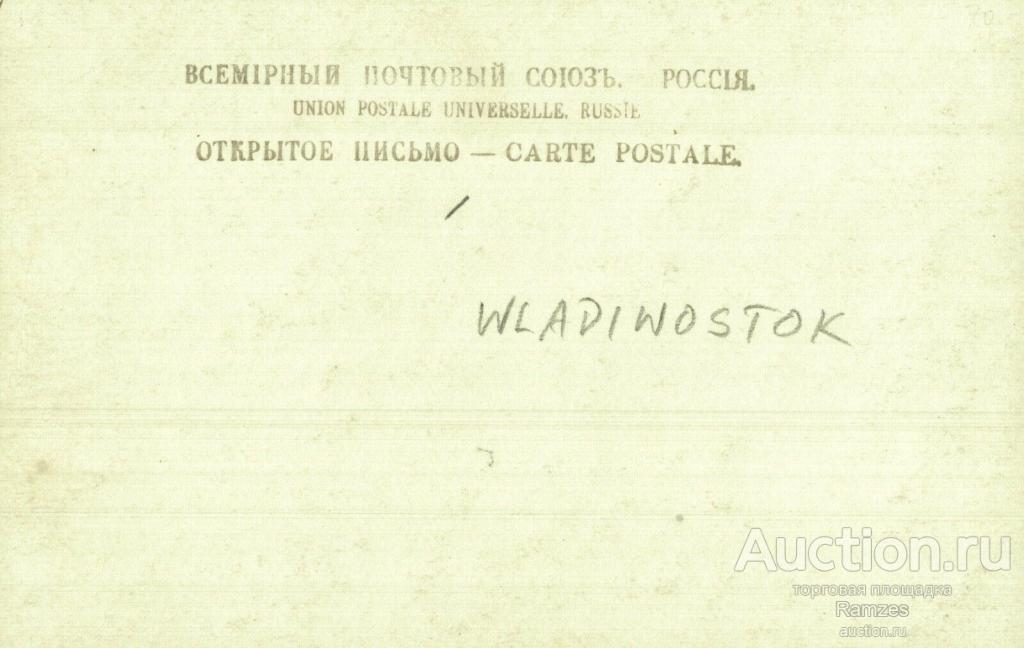 70
ВСЕМІРНЫЙ ПОЧТОВЫЙ СОЮЗЪ. РОССІЯ.
UNION POSTALE UNIVERSELLE. RUSSIE
ОТКРЫТОЕ ПИСЬМО — CARTE POSTALE.
WLADIWOSTOK
Auction.ru
торговая площадка
Ramzes
auction.ru